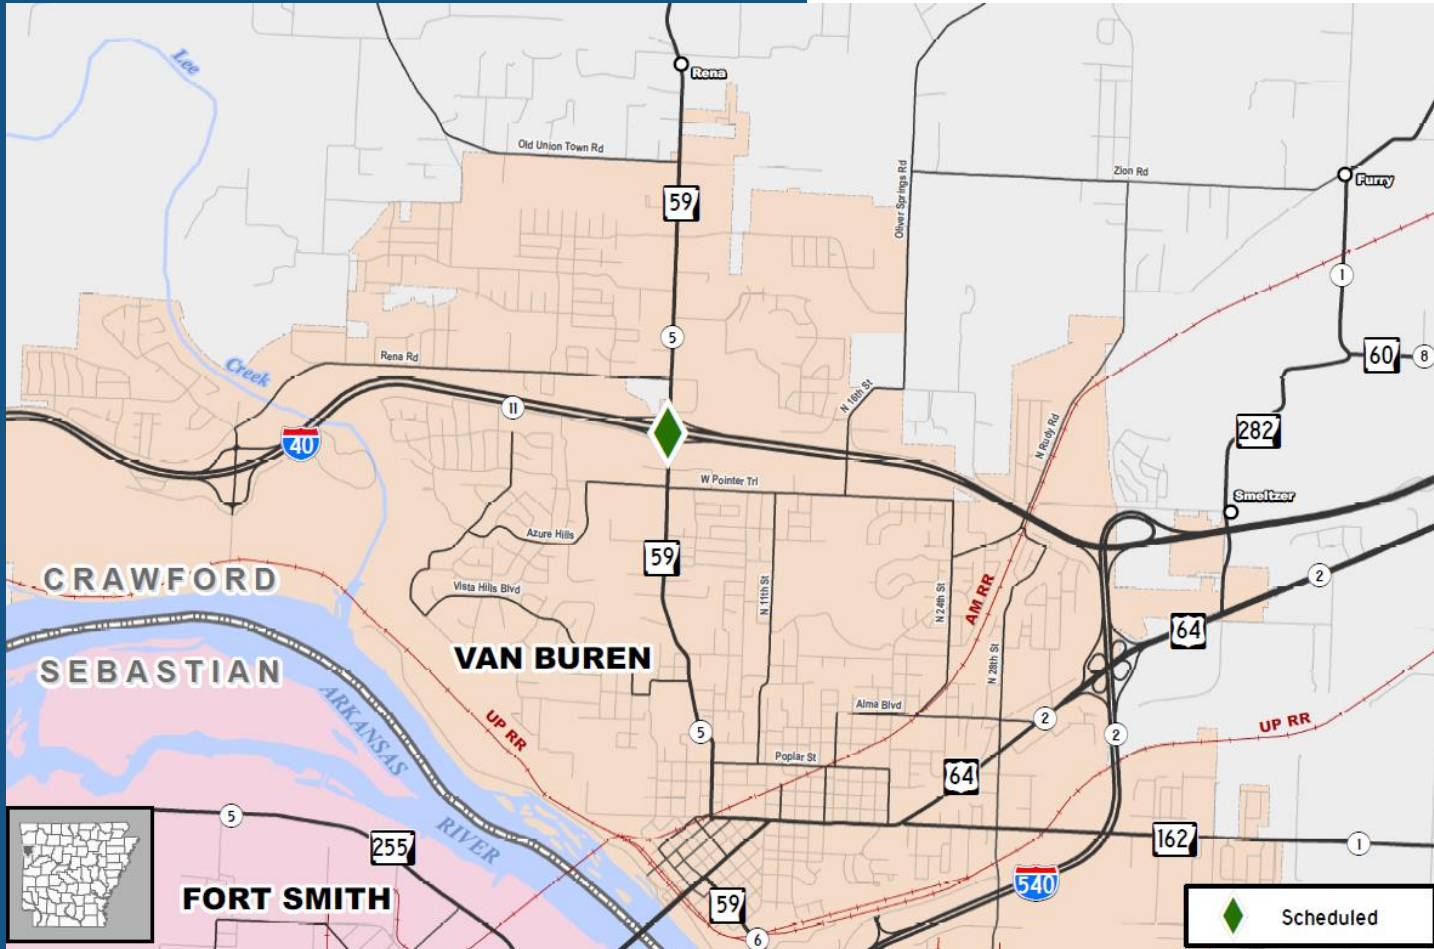 Lee
Rena
Old Union Town Rd
Oliver Springs Rd
Zion Rd
Furry
59
1
5
Rena Rd
Creek
60
8
11
N 16th St
40
N Rudy Rd
282
W Pointer Trl
Smeltzer
Azure Hills
59
CRAWFORD
Vista Hills Blvd
N 11th St
N 24th St
AM RR
2
64
VAN BUREN
N 28th St
SEBASTIAN
ARKANSAS
RIVER
UP RR
Alma Blvd
5
2
2
UP RR
Poplar St
64
5
255
162
1
FORT SMITH
540
59
6
Scheduled